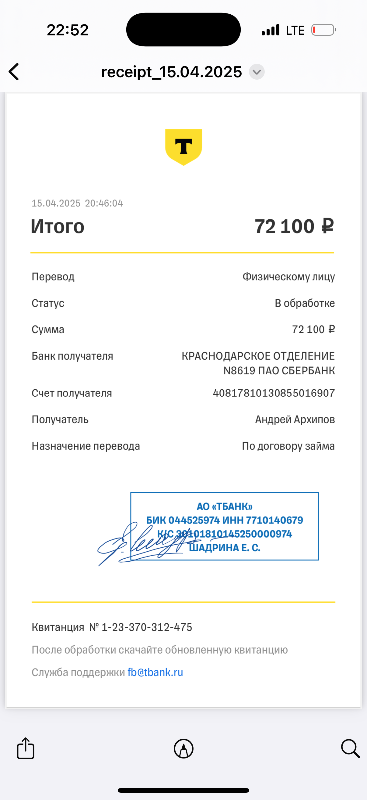 22:52
LTE
receipt_15.04.2025
T
15.04.2025 20:46:04
Итого 72 100 ₽
Перевод Физическому лицу
Статус В обработке
Сумма 72 100 ₽
Банк получателя КРАСНОДАРСКОЕ ОТДЕЛЕНИЕ
N8619 ПАО СБЕРБАНК
Счет получателя 40817810130855016907
Получатель Андрей Архипов
Назначение перевода По договору займа
АО «ТБАНК»
БИК 044525974 ИНН 7710140679
К/С 30101810145250000974
ШАДРИНА Е. С.
Квитанция № 1-23-370-312-475
После обработки скачайте обновленную квитанцию
Служба поддержки fb@tbank.ru